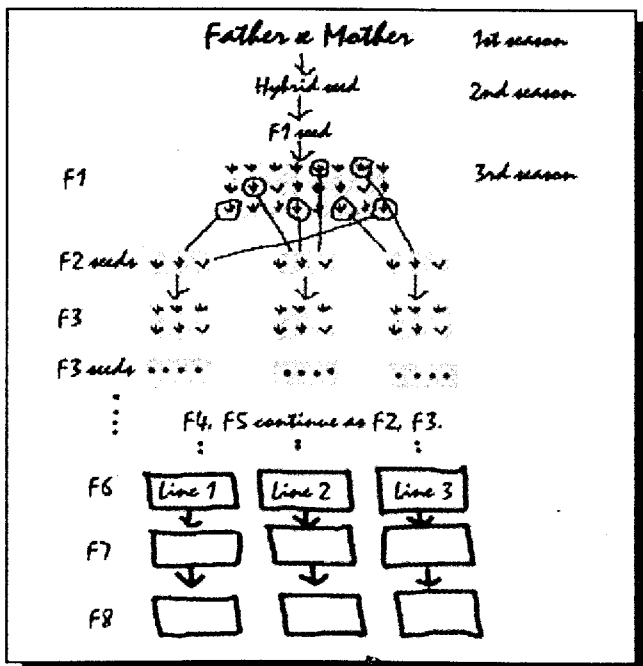 Father x Mother 1st season
Hybrid seed 2nd season
F1 seed
F1 3rd season
F2 seeds
F3
F3 seeds
F4, F5 continue as F2, F3.
F6 Line 1 Line 2 Line 3
F7
F8